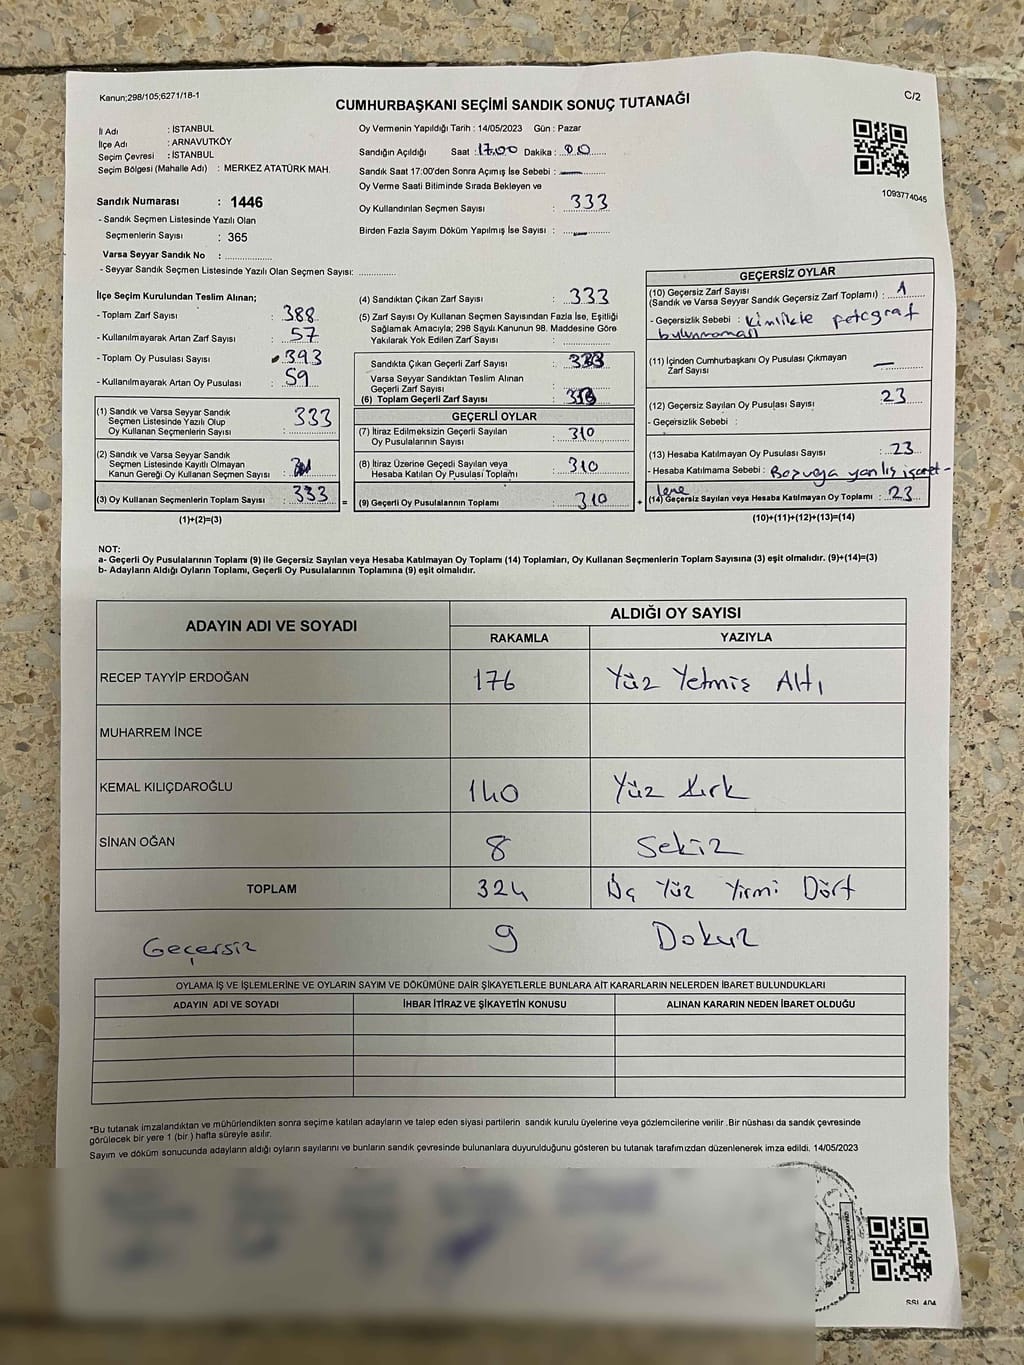 Kanun;298/105;6271/18-1
CUMHURBAŞKANI SEÇİMİ SANDIK SONUÇ TUTANAĞI
C/2
İl Adı : İSTANBUL
İlçe Adı : ARNAVUTKÖY
Seçim Çevresi : İSTANBUL
Seçim Bölgesi (Mahalle Adı) : MERKEZ ATATÜRK MAH.
Sandık Numarası : 1446
- Sandık Seçmen Listesinde Yazılı Olan
Seçmenlerin Sayısı : 365
Varsa Seyyar Sandık No : ....................
- Seyyar Sandık Seçmen Listesinde Yazılı Olan Seçmen Sayısı: ..............
Oy Vermenin Yapıldığı Tarih : 14/05/2023 Gün : Pazar
Sandığın Açıldığı Saat : 17.00 Dakika : 00
Sandık Saat 17:00'den Sonra Açımış İse Sebebi : —
Oy Verme Saati Bitiminde Sırada Bekleyen ve
Oy Kullandırılan Seçmen Sayısı : 333
Birden Fazla Sayım Döküm Yapılmış İse Sayısı : —
1093774045
İlçe Seçim Kurulundan Teslim Alınan;
- Toplam Zarf Sayısı : 388
- Kullanılmayarak Artan Zarf Sayısı : 57
- Toplam Oy Pusulası Sayısı : 393
- Kullanılmayarak Artan Oy Pusulası : 59
(1) Sandık ve Varsa Seyyar Sandık
Seçmen Listesinde Yazılı Olup
Oy Kullanan Seçmenlerin Sayısı : 333
(2) Sandık ve Varsa Seyyar Sandık
Seçmen Listesinde Kayıtlı Olmayan
Kanun Gereği Oy Kullanan Seçmen Sayısı :
(3) Oy Kullanan Seçmenlerin Toplam Sayısı : 333 =
(1)+(2)=(3)
(4) Sandıktan Çıkan Zarf Sayısı : 333
(5) Zarf Sayısı Oy Kullanan Seçmen Sayısından Fazla İse, Eşitliği
Sağlamak Amacıyla; 298 Sayılı Kanunun 98. Maddesine Göre
Yakılarak Yok Edilen Zarf Sayısı :
Sandıkta Çıkan Geçerli Zarf Sayısı : 333
Varsa Seyyar Sandıktan Teslim Alınan
Geçerli Zarf Sayısı
(6) Toplam Geçerli Zarf Sayısı :
GEÇERLİ OYLAR
(7) İtiraz Edilmeksizin Geçerli Sayılan
Oy Pusulalarının Sayısı : 310
(8) İtiraz Üzerine Geçedi Sayılan veya
Hesaba Katılan Oy Pusulası Toplamı : 310
(9) Geçerli Oy Pusulalarının Toplamı : 310 +
GEÇERSİZ OYLAR
(10) Geçersiz Zarf Sayısı
(Sandık ve Varsa Seyyar Sandık Geçersiz Zarf Toplamı) : 1
- Geçersizlik Sebebi : Kimlikte fotograf
bulunmaması
(11) İçinden Cumhurbaşkanı Oy Pusulası Çıkmayan
Zarf Sayısı : —
(12) Geçersiz Sayılan Oy Pusulası Sayısı : 23
- Geçersizlik Sebebi :
(13) Hesaba Katılmayan Oy Pusulası Sayısı : 23
- Hesaba Katılmama Sebebi : Bozuveya yanlış işaret-
leme
(14) Geçersiz Sayılan veya Hesaba Katılmayan Oy Toplamı : 23
(10)+(11)+(12)+(13)=(14)
NOT:
a- Geçerli Oy Pusulalarının Toplamı (9) ile Geçersiz Sayılan veya Hesaba Katılmayan Oy Toplamı (14) Toplamları, Oy Kullanan Seçmenlerin Toplam Sayısına (3) eşit olmalıdır. (9)+(14)=(3)
b- Adayların Aldığı Oyların Toplamı, Geçerli Oy Pusulalarının Toplamına (9) eşit olmalıdır.
ADAYIN ADI VE SOYADI
ALDIĞI OY SAYISI
RAKAMLA YAZIYLA
RECEP TAYYİP ERDOĞAN 176 Yüz Yetmiş Altı
MUHARREM İNCE
KEMAL KILIÇDAROĞLU 140 Yüz Kırk
SİNAN OĞAN 8 Sekiz
TOPLAM 324 Üç Yüz Yirmi Dört
Geçersiz 9 Dokuz
OYLAMA İŞ VE İŞLEMLERİNE VE OYLARIN SAYIM VE DÖKÜMÜNE DAİR ŞİKAYETLERLE BUNLARA AİT KARARLARIN NELERDEN İBARET BULUNDUKLARI
ADAYIN ADI VE SOYADI İHBAR İTİRAZ VE ŞİKAYETİN KONUSU ALINAN KARARIN NEDEN İBARET OLDUĞU
*Bu tutanak imzalandıktan ve mühürlendikten sonra seçime katılan adayların ve talep eden siyasi partilerin sandık kurulu üyelerine veya gözlemcilerine verilir .Bir nüshası da sandık çevresinde
görülecek bir yere 1 (bir ) hafta süreyle asılır.
Sayım ve döküm sonucunda adayların aldığı oyların sayılarını ve bunların sandık çevresinde bulunanlara duyurulduğunu gösteren bu tutanak tarafımızdan düzenlenerek imza edildi. 14/05/2023